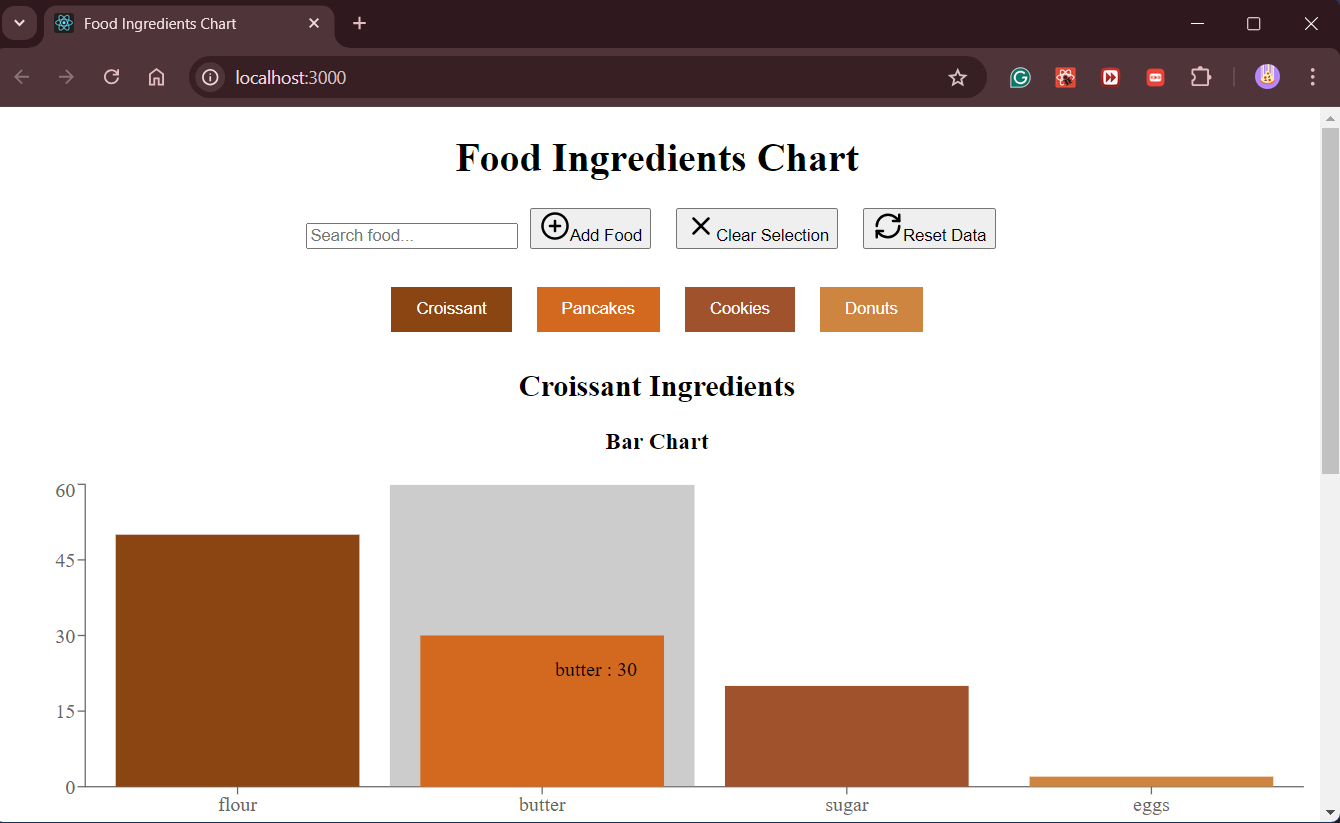 Food Ingredients Chart
localhost:3000
Food Ingredients Chart
Search food... Add Food Clear Selection Reset Data
Croissant Pancakes Cookies Donuts
Croissant Ingredients
Bar Chart
60
45
30
butter : 30
15
0
flour butter sugar eggs